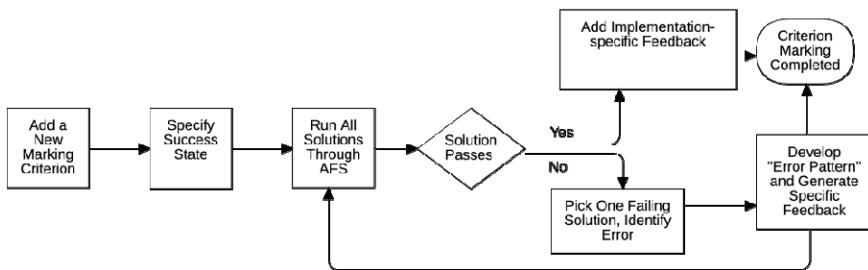 Add a
New
Marking
Criterion
Specify
Success
State
Run All
Solutions
Through
AFS
Solution
Passes
Yes
No
Add Implementation-
specific Feedback
Pick One Failing
Solution, Identify
Error
Develop
"Error Pattern"
and Generate
Specific
Feedback
Criterion
Marking
Completed